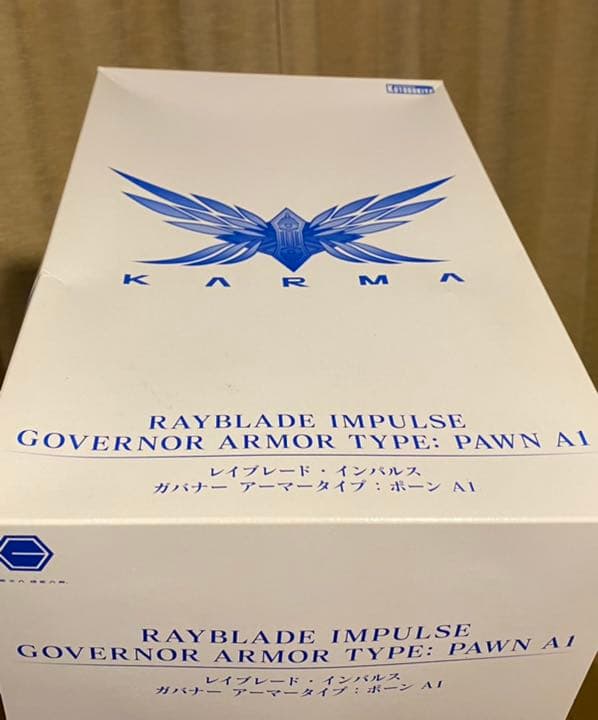 KOTOBUKIYA
KARMA
RAYBLADE IMPULSE
GOVERNOR ARMOR TYPE: PAWN A1
レイブレード・インパルス
ガバナー アーマータイプ：ポーン A1
RAYBLADE IMPULSE
GOVERNOR ARMOR TYPE: PAWN A1
レイブレード・インパルス
ガバナー アーマータイプ：ポーン A1